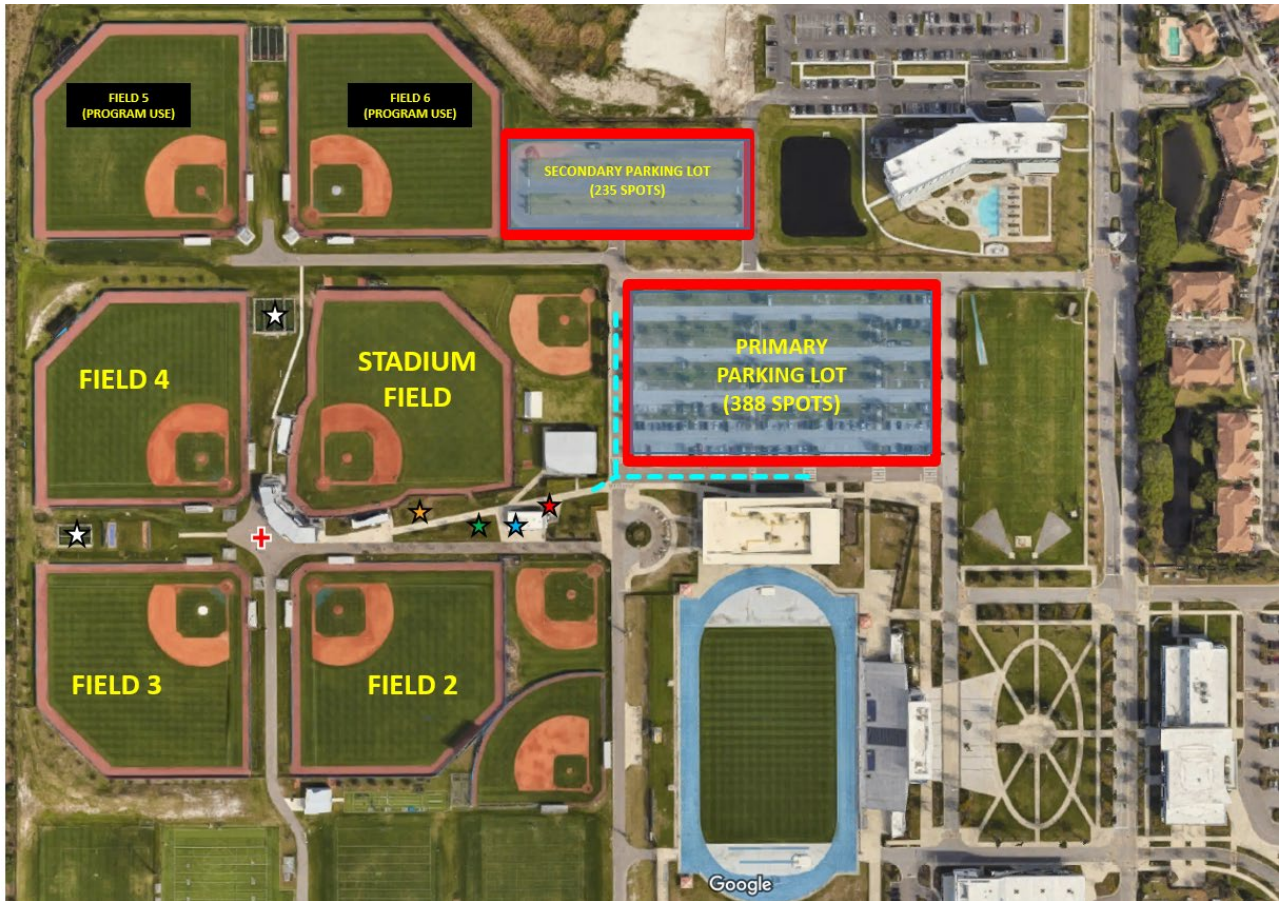 FIELD 5
(PROGRAM USE)
FIELD 6
(PROGRAM USE)
SECONDARY PARKING LOT
(235 SPOTS)
FIELD 4
STADIUM
FIELD
PRIMARY
PARKING LOT
(388 SPOTS)
FIELD 3
FIELD 2
Google